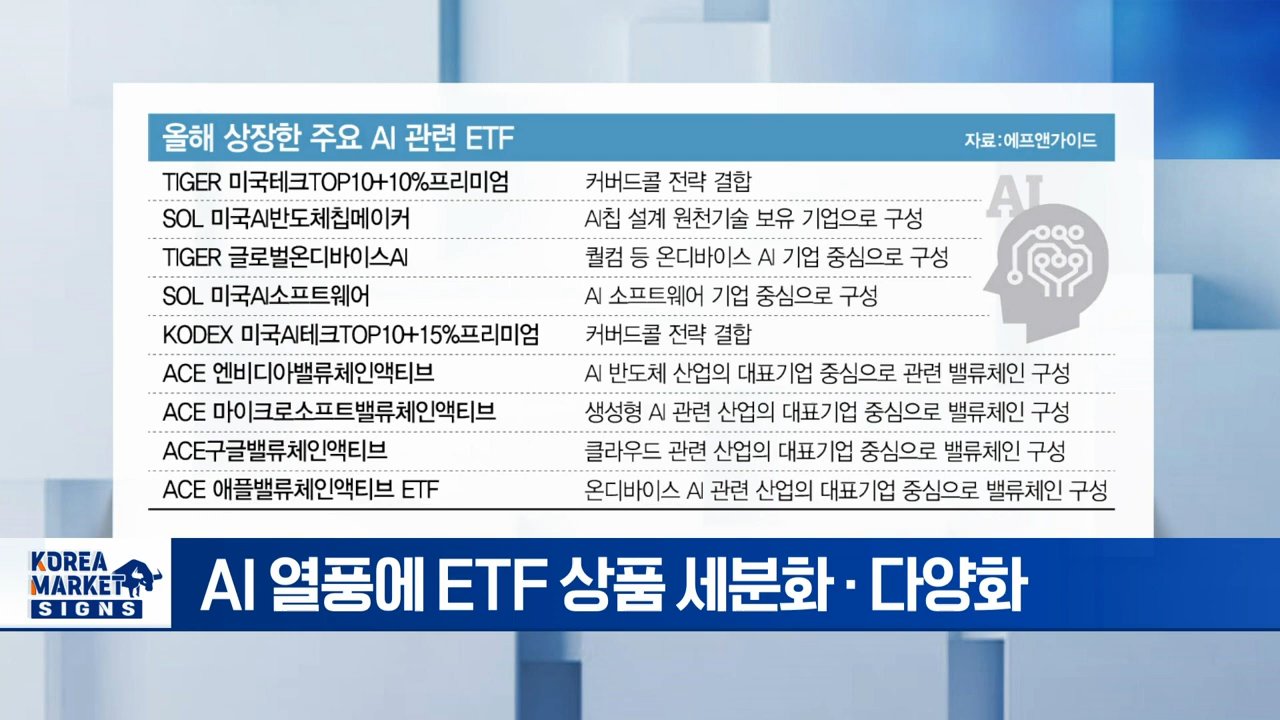 올해 상장한 주요 AI 관련 ETF 자료:에프앤가이드
TIGER 미국테크TOP10+10%프리미엄 커버드콜 전략 결합
SOL 미국AI반도체칩메이커 AI칩 설계 원천기술 보유 기업으로 구성
TIGER 글로벌온디바이스AI 퀄컴 등 온디바이스 AI 기업 중심으로 구성
SOL 미국AI소프트웨어 AI 소프트웨어 기업 중심으로 구성
KODEX 미국AI테크TOP10+15%프리미엄 커버드콜 전략 결합
ACE 엔비디아밸류체인액티브 AI 반도체 산업의 대표기업 중심으로 관련 밸류체인 구성
ACE 마이크로소프트밸류체인액티브 생성형 AI 관련 산업의 대표기업 중심으로 밸류체인 구성
ACE구글밸류체인액티브 클라우드 관련 산업의 대표기업 중심으로 밸류체인 구성
ACE 애플밸류체인액티브 ETF 온디바이스 AI 관련 산업의 대표기업 중심으로 밸류체인 구성
AI
KOREA
MARKET
SIGNS
AI 열풍에 ETF 상품 세분화·다양화